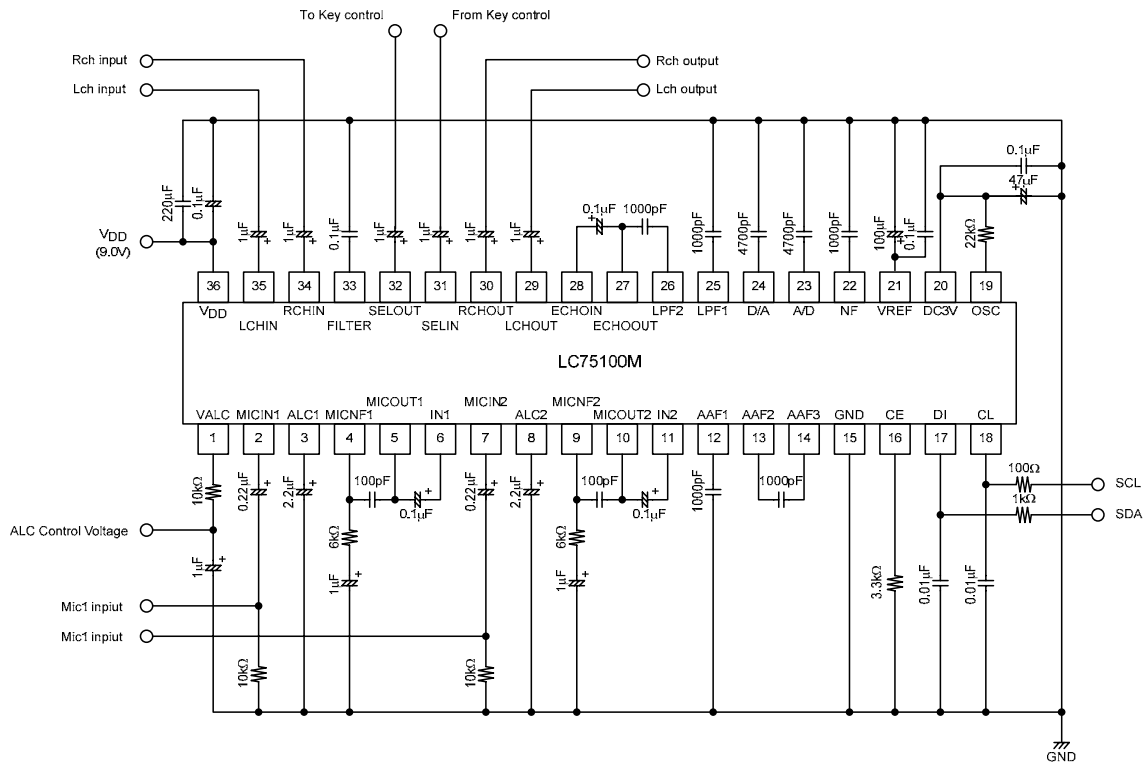 To Key control
From Key control
Rch input
Rch output
Lch input
Lch output
0.1µF
47µF
220µF
0.1µF
1µF
1µF
0.1µF
1µF
1µF
1µF
1µF
0.1µF
1000pF
1000pF
4700pF
4700pF
1000pF
100µF
0.1µF
22kΩ
VDD
(9.0V)
36
35
34
33
32
31
30
29
28
27
26
25
24
23
22
21
20
19
VDD
LCHIN
RCHIN
FILTER
SELOUT
SELIN
RCHOUT
LCHOUT
ECHOIN
ECHOOUT
LPF2
LPF1
D/A
A/D
NF
VREF
DC3V
OSC
LC75100M
VALC
MICIN1
ALC1
MICNF1
MICOUT1
IN1
MICIN2
ALC2
MICNF2
MICOUT2
IN2
AAF1
AAF2
AAF3
GND
CE
DI
CL
1
2
3
4
5
6
7
8
9
10
11
12
13
14
15
16
17
18
10kΩ
0.22µF
2.2µF
100pF
0.1µF
0.22µF
2.2µF
100pF
0.1µF
1000pF
1000pF
100Ω
SCL
1kΩ
SDA
ALC Control Voltage
6kΩ
6kΩ
1µF
1µF
1µF
3.3kΩ
0.01µF
0.01µF
Mic1 inpiut
Mic1 inpiut
10kΩ
10kΩ
GND